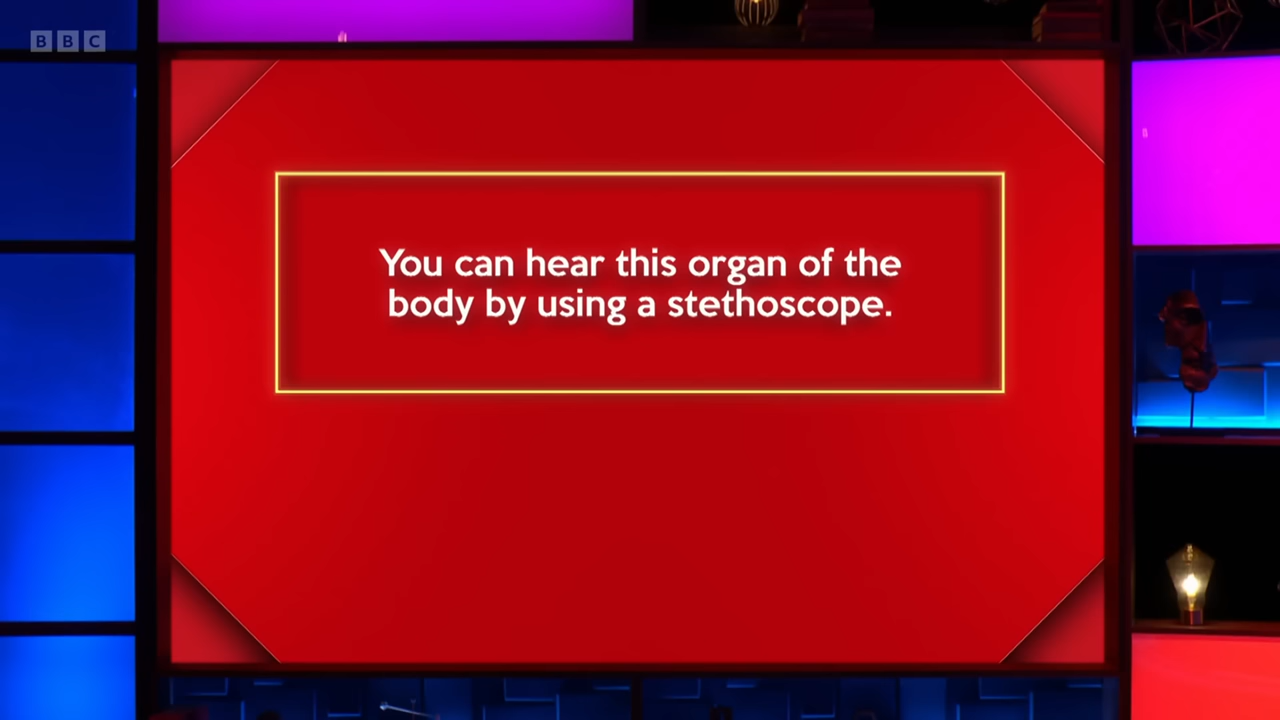 BBC
You can hear this organ of the
body by using a stethoscope.